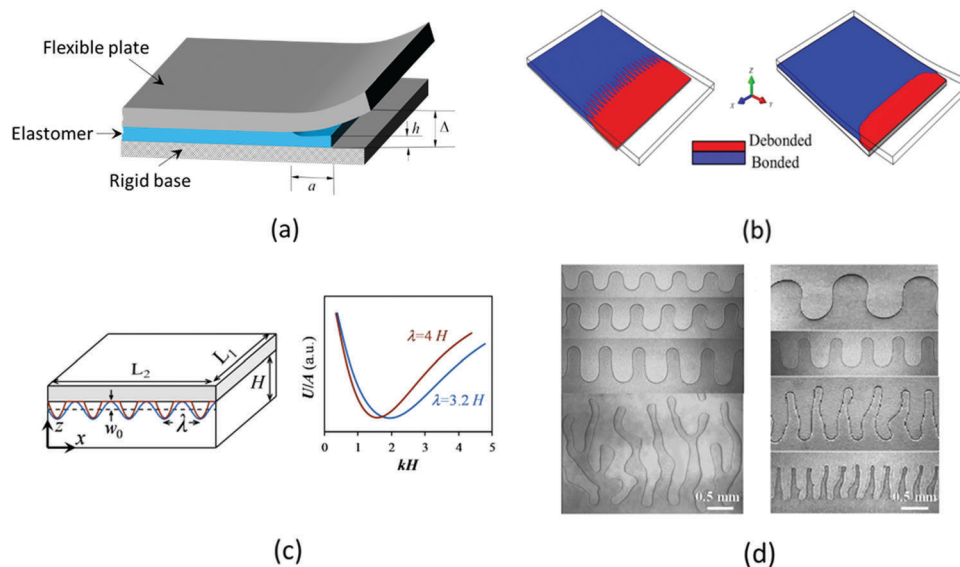 Flexible plate
Elastomer
Rigid base
h
Δ
a
(a)
Z
X
Y
Debonded
Bonded
(b)
L₂
L₁
H
z
w₀
λ
x
U/A (a.u.)
λ=4 H
λ=3.2 H
0 1 2 3 4 5
kH
(c)
0.5 mm
0.5 mm
(d)